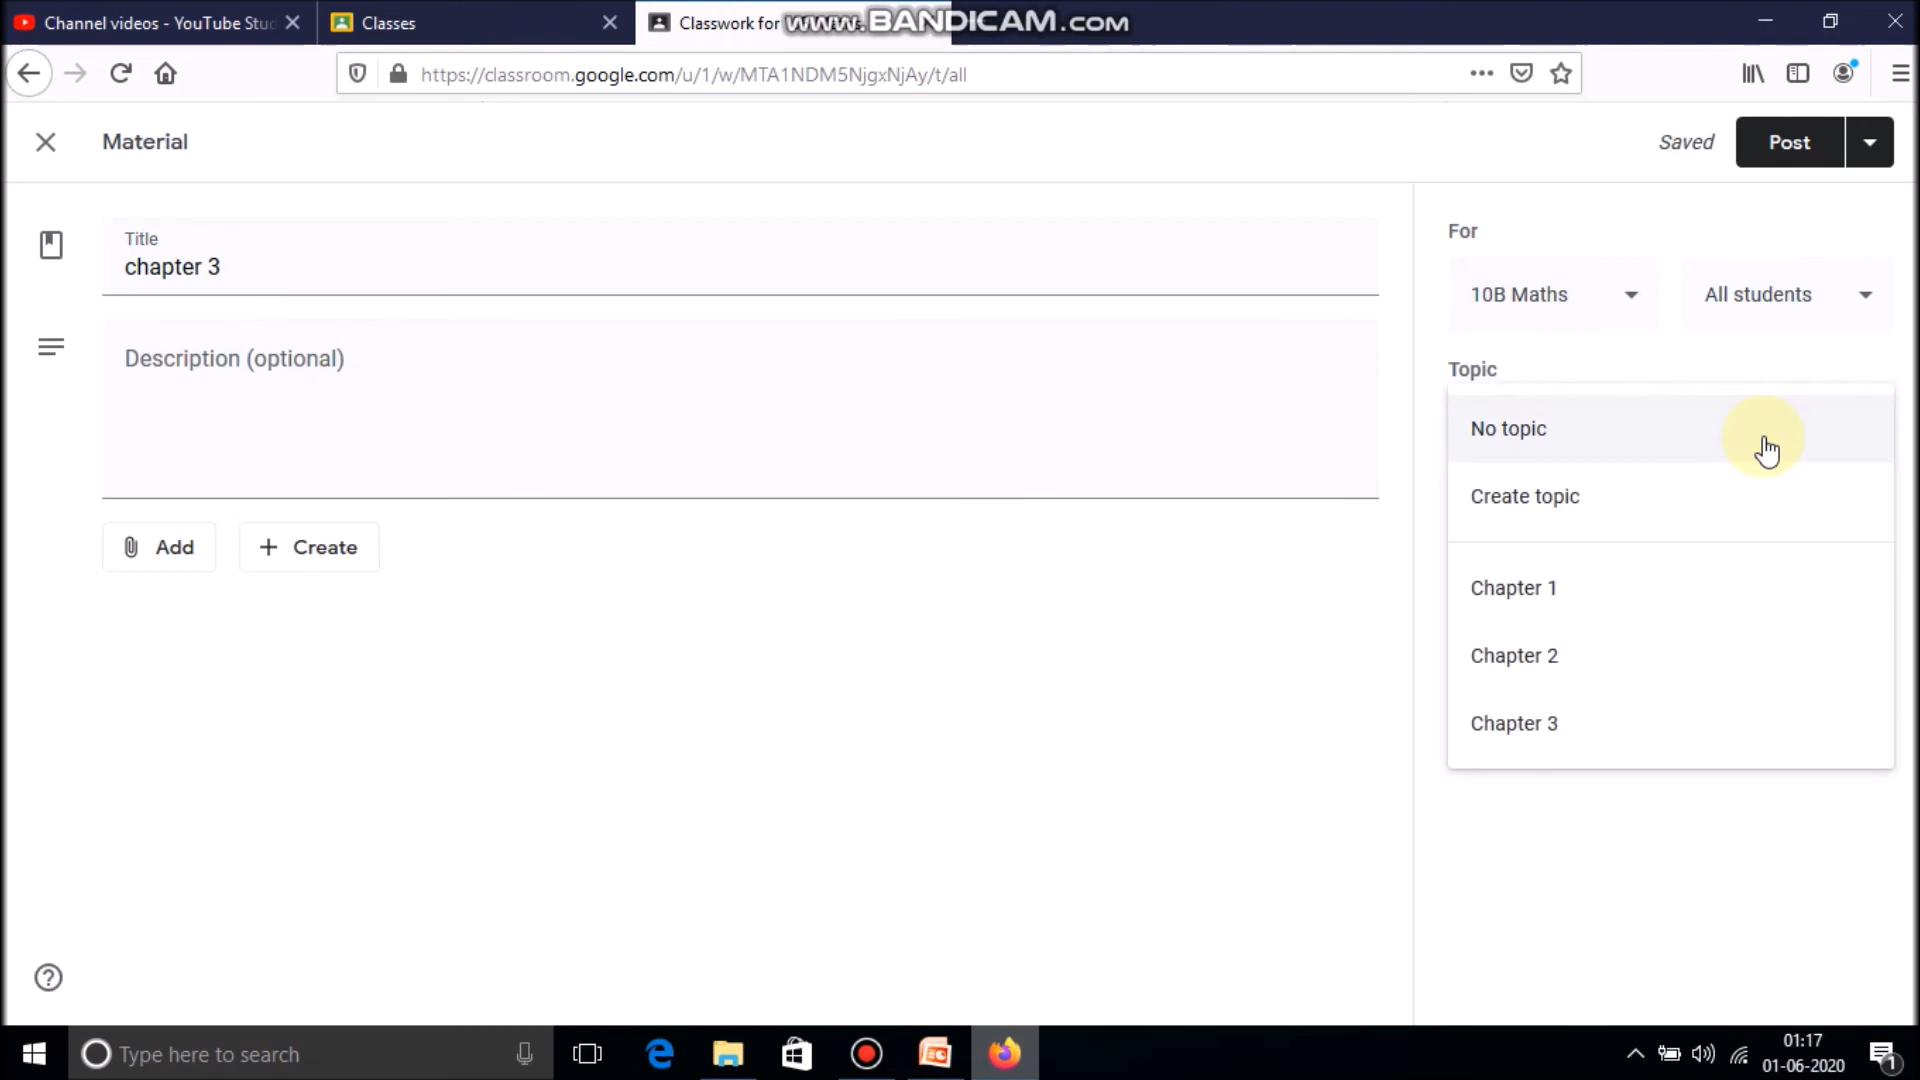 Channel videos - YouTube Stud
Classes
Classwork for
www.BANDICAM.com
https://classroom.google.com/u/1/w/MTA1NDM5NjgxNjAy/t/all
Material
Saved
Post
Title
chapter 3
Description (optional)
Add
Create
For
10B Maths
All students
Topic
No topic
Create topic
Chapter 1
Chapter 2
Chapter 3
Type here to search
01:17
01-06-2020
1